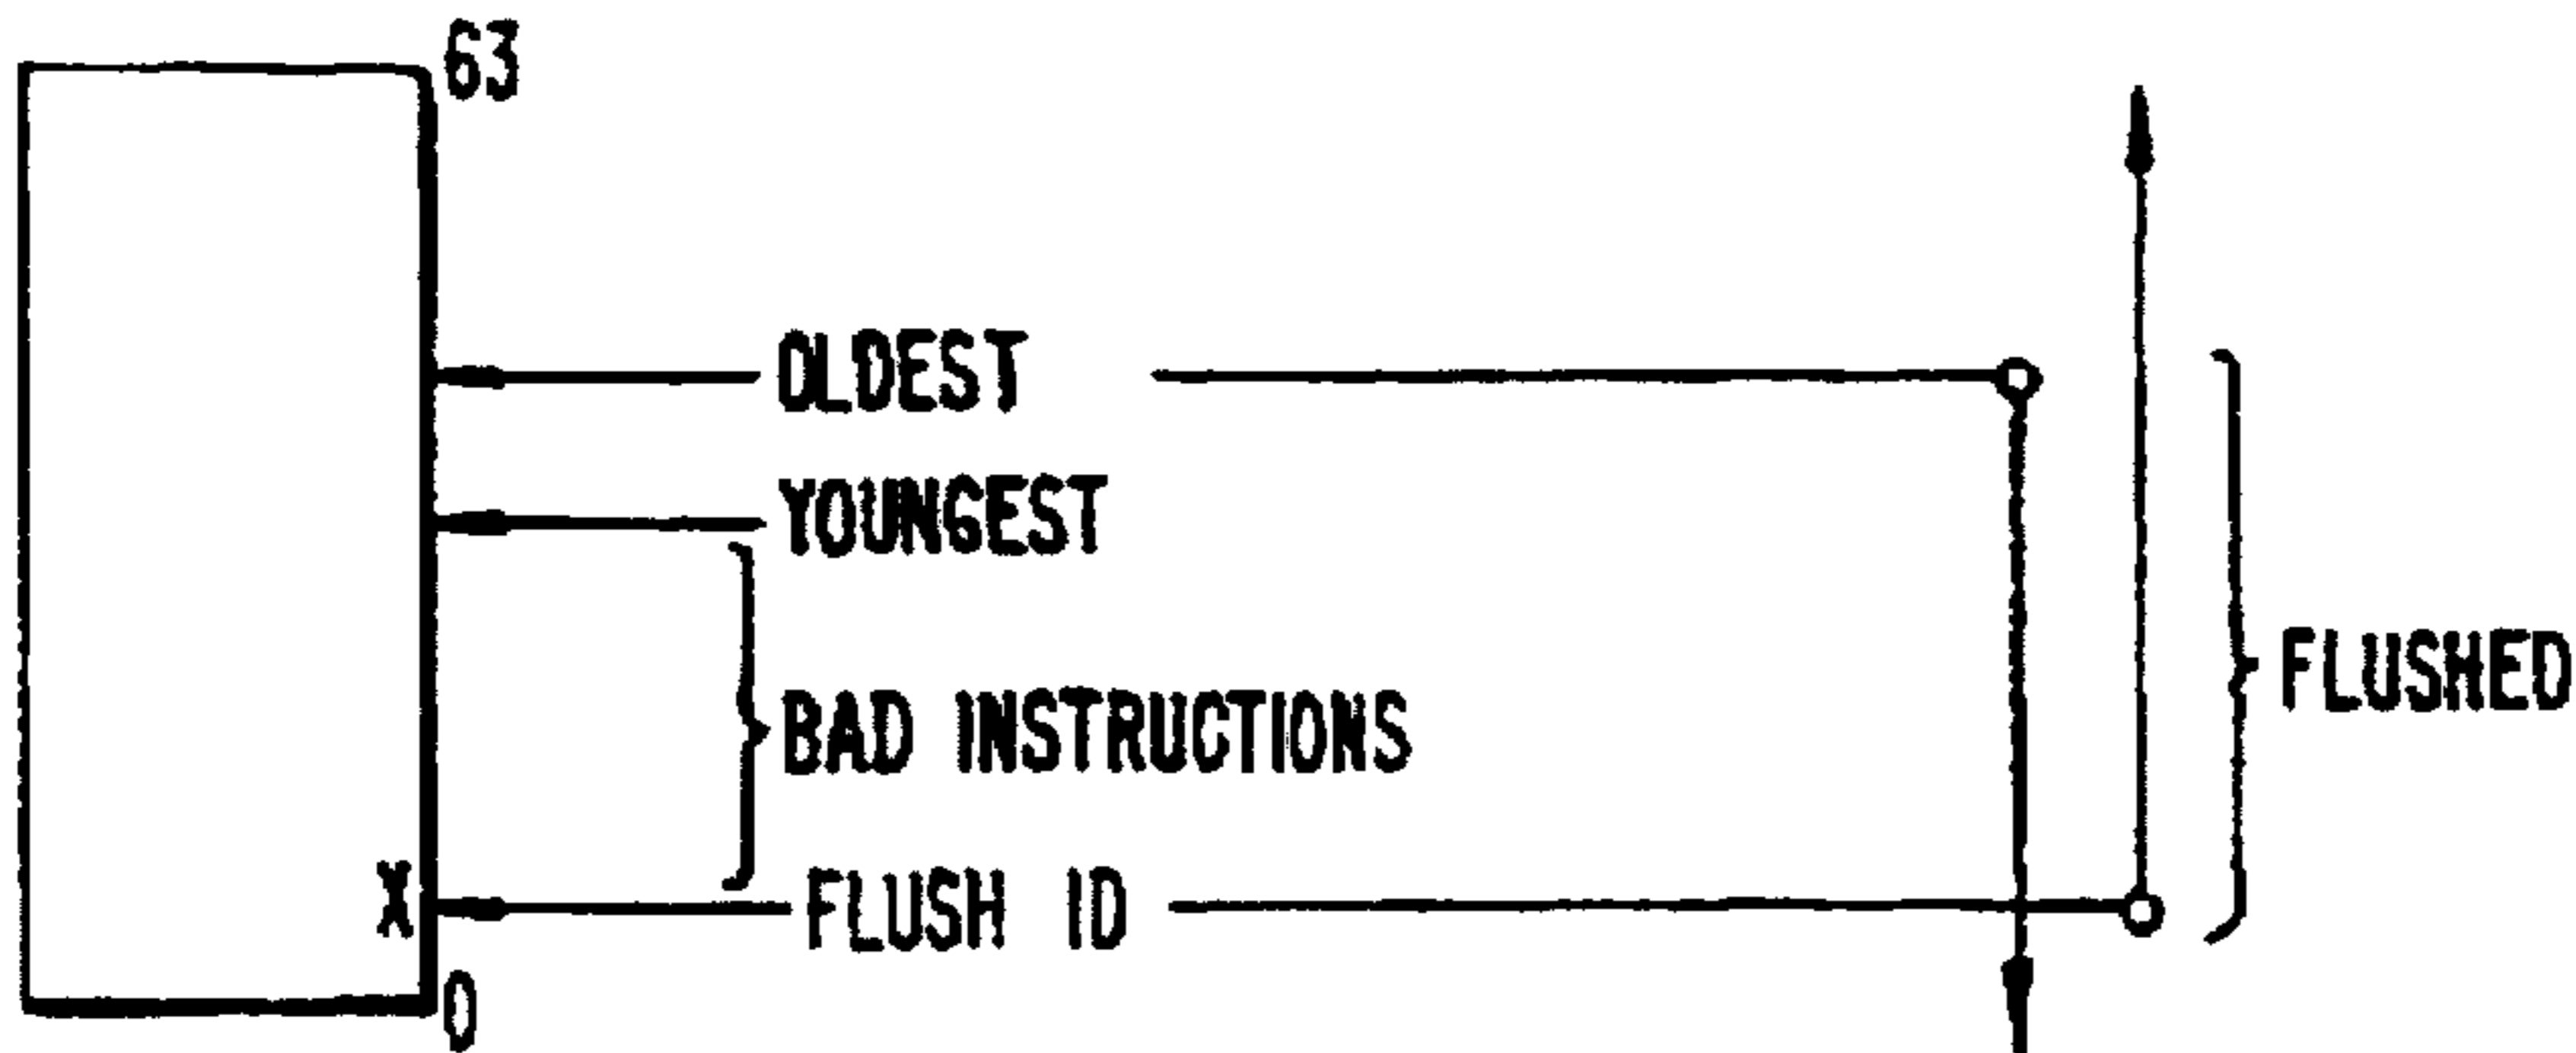 63
OLDEST
YOUNGEST
FLUSHED
BAD INSTRUCTIONS
X
FLUSH ID
0